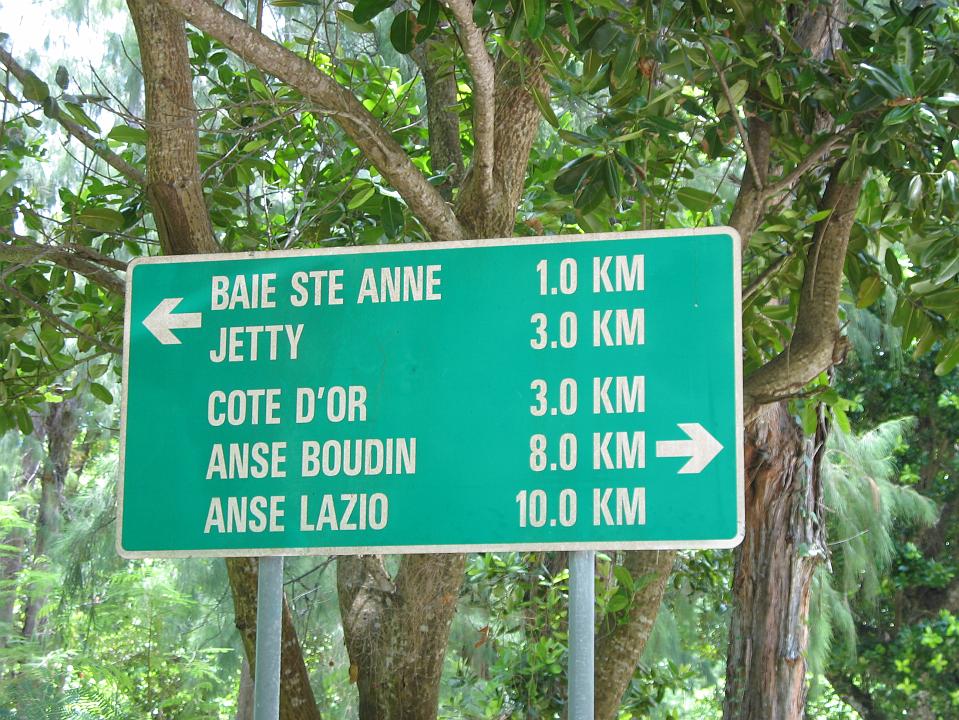 BAIE STE ANNE 1.0 KM
JETTY 3.0 KM
COTE D'OR 3.0 KM
ANSE BOUDIN 8.0 KM
ANSE LAZIO 10.0 KM